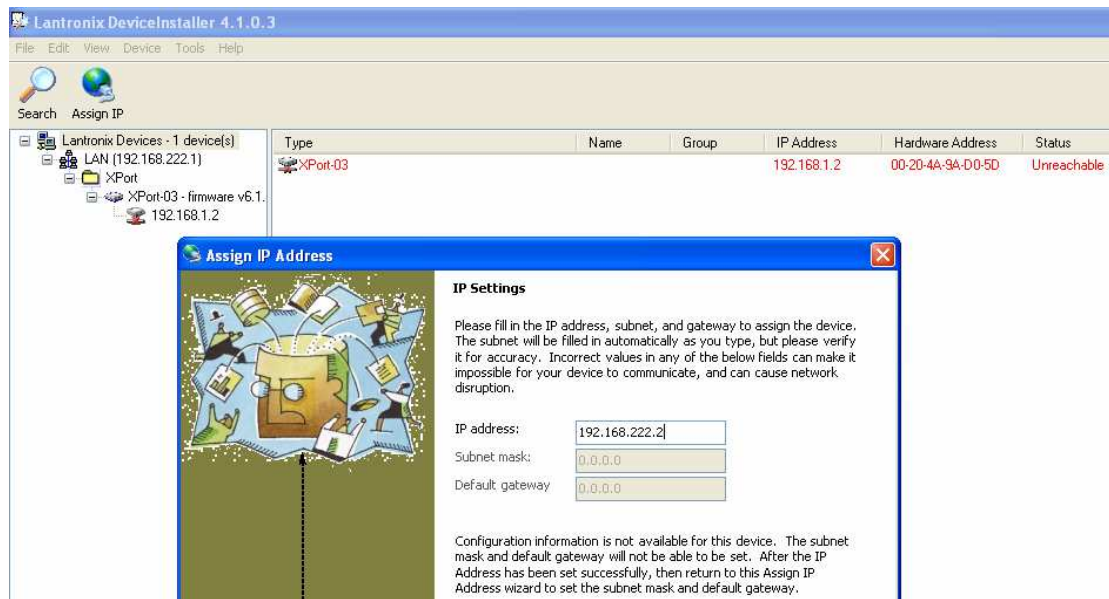 Lantronix DeviceInstaller 4.1.0.3
File Edit View Device Tools Help
Search Assign IP
Lantronix Devices - 1 device(s)
LAN (192.168.222.1)
XPort
XPort-03 - firmware v6.1.
192.168.1.2
Type Name Group IP Address Hardware Address Status
XPort-03 192.168.1.2 00-20-4A-9A-D0-5D Unreachable
Assign IP Address
IP Settings
Please fill in the IP address, subnet, and gateway to assign the device.
The subnet will be filled in automatically as you type, but please verify
it for accuracy. Incorrect values in any of the below fields can make it
impossible for your device to communicate, and can cause network
disruption.
IP address: 192.168.222.2
Subnet mask: 0.0.0.0
Default gateway 0.0.0.0
Configuration information is not available for this device. The subnet
mask and default gateway will not be able to be set. After the IP
Address has been set successfully, then return to this Assign IP
Address wizard to set the subnet mask and default gateway.